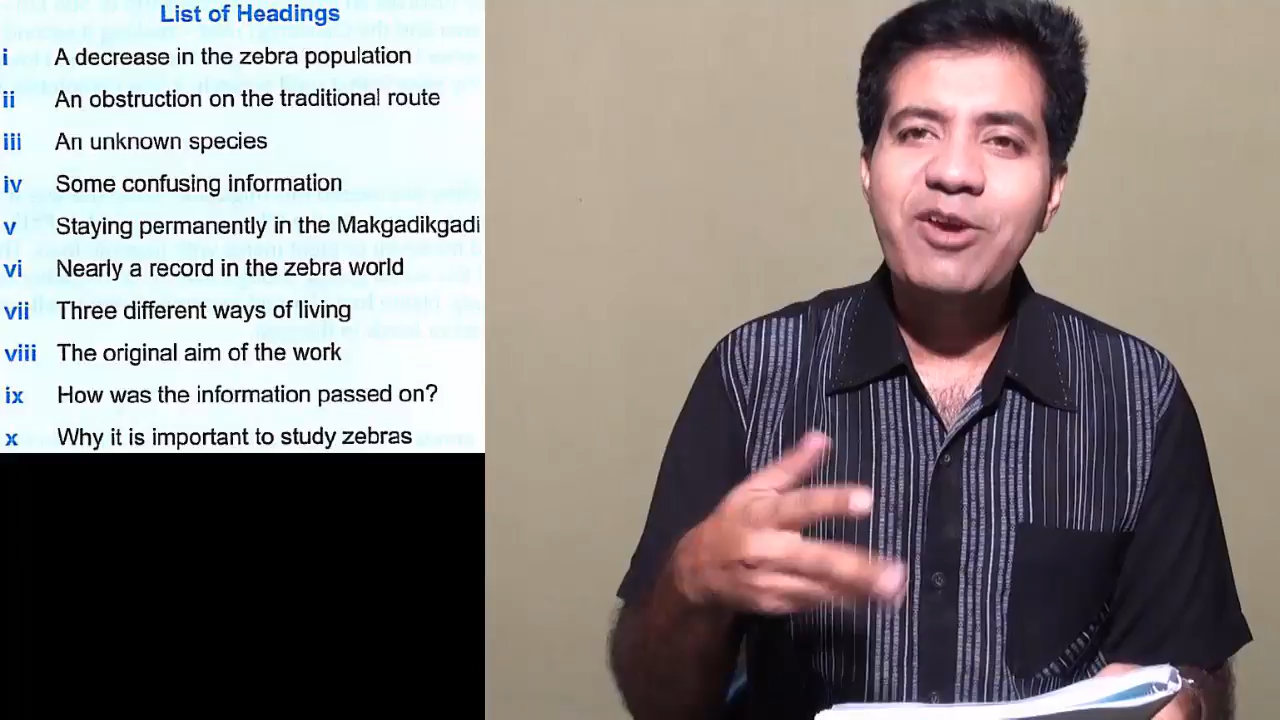 List of Headings
i A decrease in the zebra population
ii An obstruction on the traditional route
iii An unknown species
iv Some confusing information
v Staying permanently in the Makgadikgadi
vi Nearly a record in the zebra world
vii Three different ways of living
viii The original aim of the work
ix How was the information passed on?
x Why it is important to study zebras